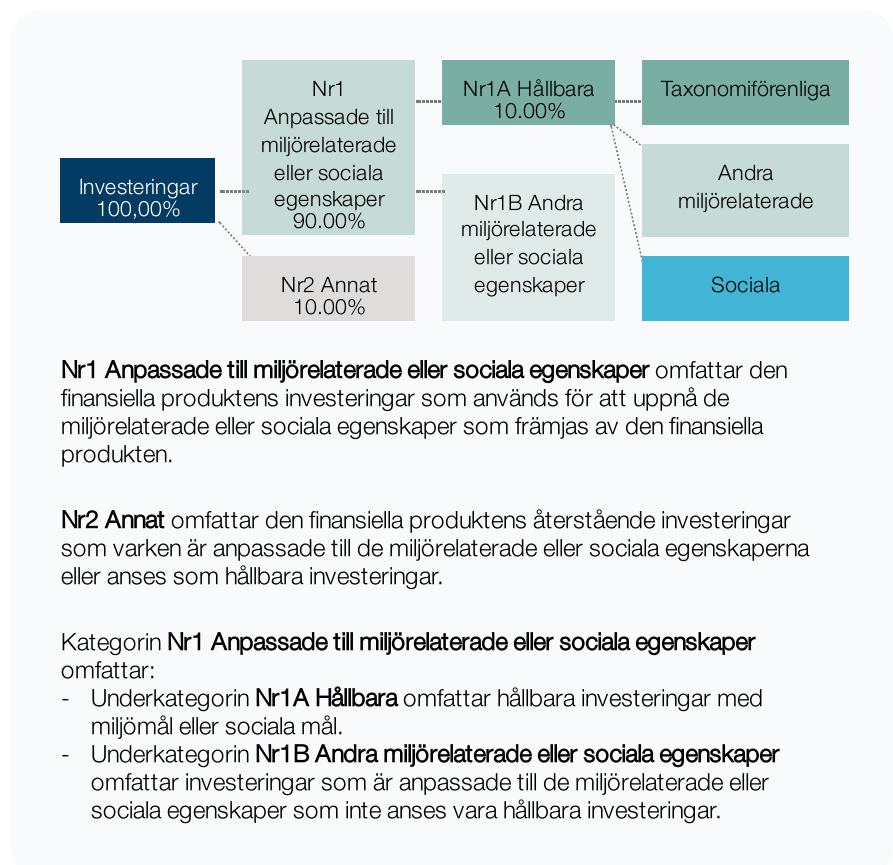 Investeringar
100,00%
Nr1
Anpassade till
miljörelaterade
eller sociala
egenskaper
90.00%
Nr2 Annat
10.00%
Nr1A Hållbara
10.00%
Nr1B Andra
miljörelaterade
eller sociala
egenskaper
Taxonomiförenliga
Andra
miljörelaterade
Sociala
Nr1 Anpassade till miljörelaterade eller sociala egenskaper omfattar den
finansiella produktens investeringar som används för att uppnå de
miljörelaterade eller sociala egenskaper som främjas av den finansiella
produkten.
Nr2 Annat omfattar den finansiella produktens återstående investeringar
som varken är anpassade till de miljörelaterade eller sociala egenskaperna
eller anses som hållbara investeringar.
Kategorin Nr1 Anpassade till miljörelaterade eller sociala egenskaper
omfattar:
- Underkategorin Nr1A Hållbara omfattar hållbara investeringar med
miljömål eller sociala mål.
- Underkategorin Nr1B Andra miljörelaterade eller sociala egenskaper
omfattar investeringar som är anpassade till de miljörelaterade eller
sociala egenskaper som inte anses vara hållbara investeringar.